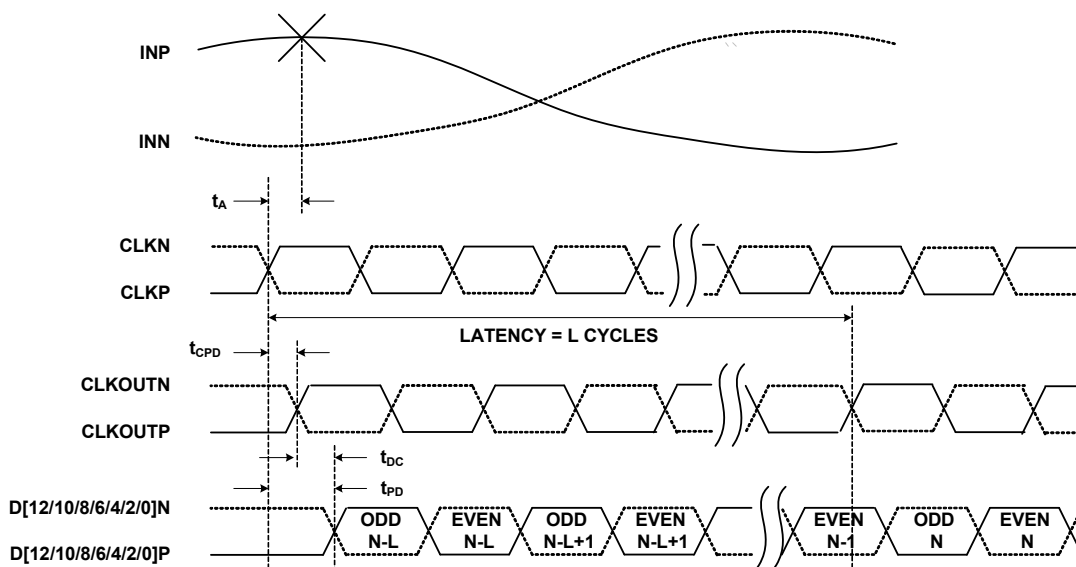 INP
INN
tA
CLKN
CLKP
LATENCY = L CYCLES
tCPD
CLKOUTN
CLKOUTP
tDC
tPD
D[12/10/8/6/4/2/0]N
D[12/10/8/6/4/2/0]P
ODD
N-L
EVEN
N-L
ODD
N-L+1
EVEN
N-L+1
EVEN
N-1
ODD
N
EVEN
N